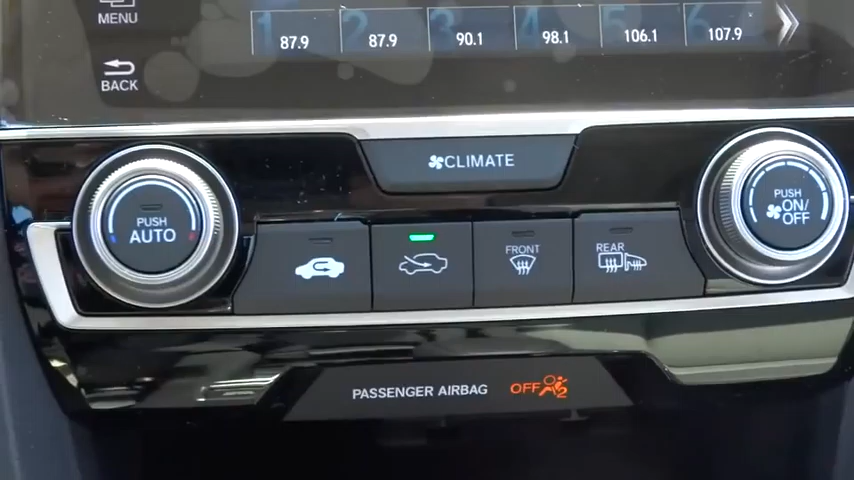 MENU
1 2 3 4 5 6
87.9 87.9 90.1 98.1 106.1 107.9
BACK
CLIMATE
PUSH
AUTO
FRONT
REAR
PUSH
ON/
OFF
PASSENGER AIRBAG OFF 2